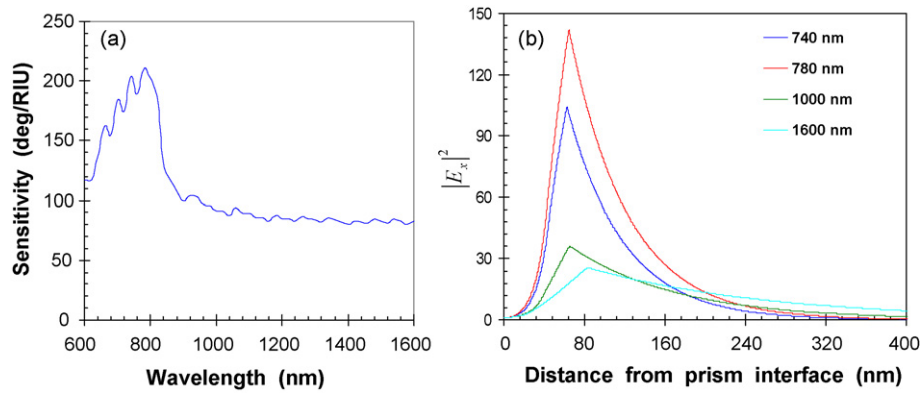 (a)
Sensitivity (deg/RIU)
250
200
150
100
50
0
600 800 1000 1200 1400 1600
Wavelength (nm)
(b)
|E_x|^2
150
120
90
60
30
0
740 nm
780 nm
1000 nm
1600 nm
0 80 160 240 320 400
Distance from prism interface (nm)